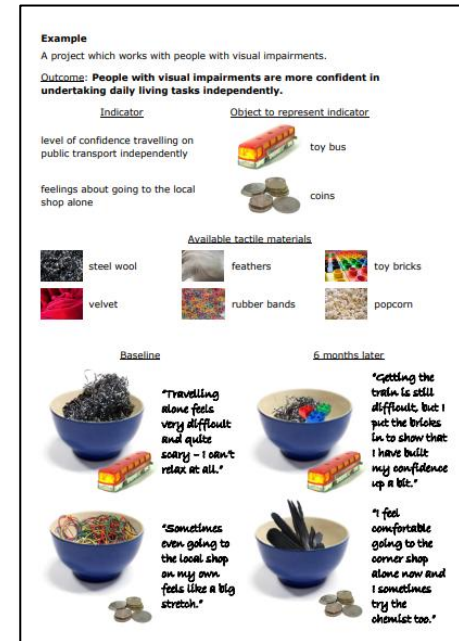 Example
A project which works with people with visual impairments.
Outcome: People with visual impairments are more confident in
undertaking daily living tasks independently.
Indicator
Object to represent indicator
level of confidence travelling on
public transport independently
toy bus
feelings about going to the local
shop alone
coins
Available tactile materials
steel wool
feathers
toy bricks
velvet
rubber bands
popcorn
Baseline
6 months later
"Travelling
alone feels
very difficult
and quite
scary – I can't
relax at all."
"Getting the
train is still
difficult, but I
put the bricks
in to show that
I have built
my confidence
up a bit."
"Sometimes
even going to
the local shop
on my own
feels like a big
stretch."
"I feel
comfortable
going to the
corner shop
alone now and
I sometimes
try the
chemist too."